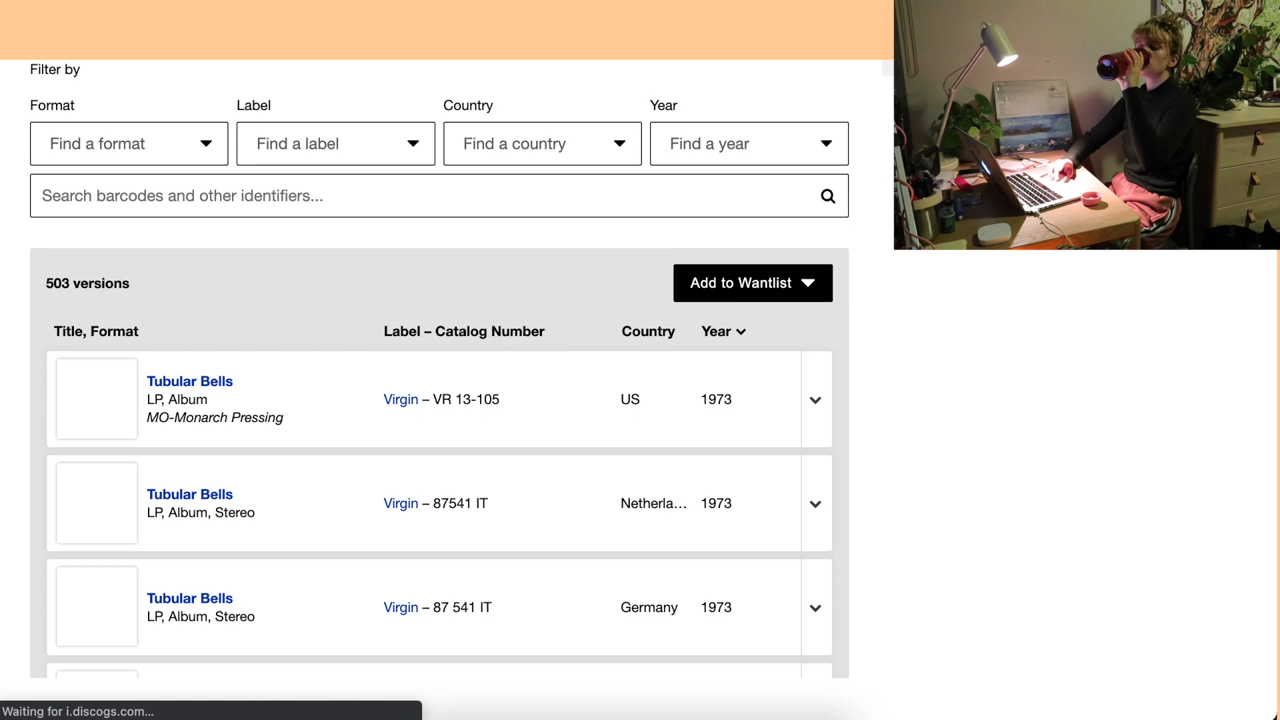 Filter by
Format Label Country Year
Find a format Find a label Find a country Find a year
Search barcodes and other identifiers...
503 versions Add to Wantlist
Title, Format Label – Catalog Number Country Year
Tubular Bells
LP, Album Virgin – VR 13-105 US 1973
MO-Monarch Pressing
Tubular Bells
Virgin – 87541 IT Netherla... 1973
LP, Album, Stereo
Tubular Bells
Virgin – 87 541 IT Germany 1973
LP, Album, Stereo
Waiting for i.discogs.com...